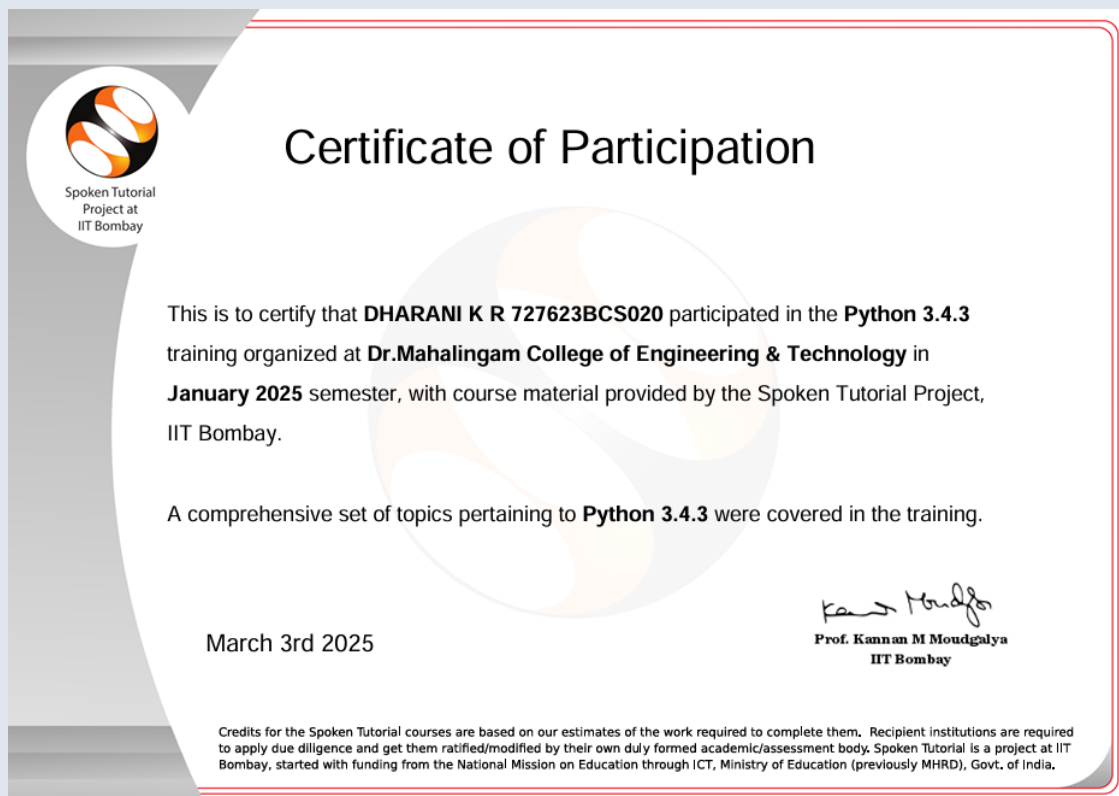 Spoken Tutorial
Project at
IIT Bombay
Certificate of Participation
This is to certify that DHARANI K R 727623BCS020 participated in the Python 3.4.3
training organized at Dr.Mahalingam College of Engineering & Technology in
January 2025 semester, with course material provided by the Spoken Tutorial Project,
IIT Bombay.
A comprehensive set of topics pertaining to Python 3.4.3 were covered in the training.
March 3rd 2025
Prof. Kannan M Moudgalya
IIT Bombay
Credits for the Spoken Tutorial courses are based on our estimates of the work required to complete them. Recipient institutions are required
to apply due diligence and get them ratified/modified by their own duly formed academic/assessment body. Spoken Tutorial is a project at IIT
Bombay, started with funding from the National Mission on Education through ICT, Ministry of Education (previously MHRD), Govt. of India.